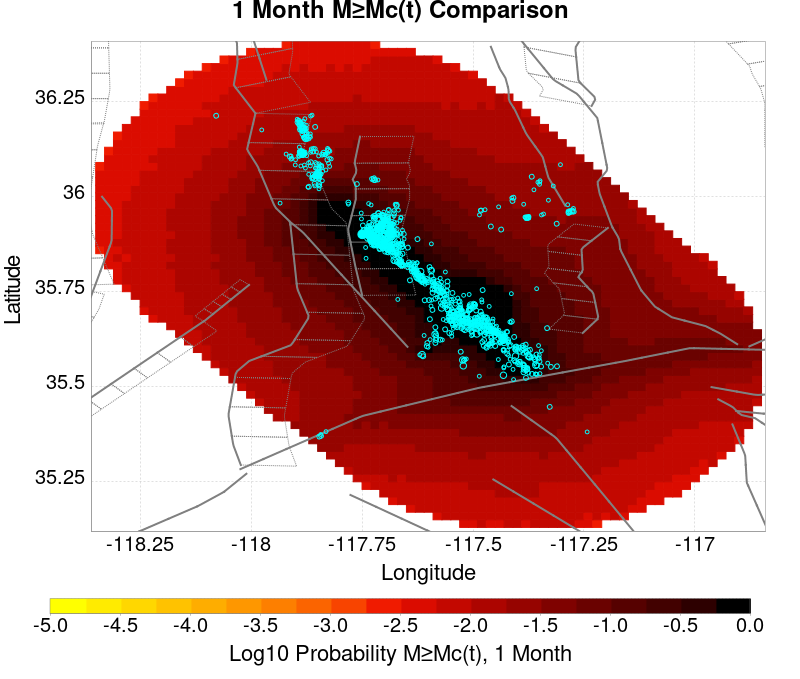 1 Month M≥Mc(t) Comparison
36.25
36
35.75
35.5
35.25
Latitude
-118.25 -118 -117.75 -117.5 -117.25 -117
Longitude
-5.0 -4.5 -4.0 -3.5 -3.0 -2.5 -2.0 -1.5 -1.0 -0.5 0.0
Log10 Probability M≥Mc(t), 1 Month